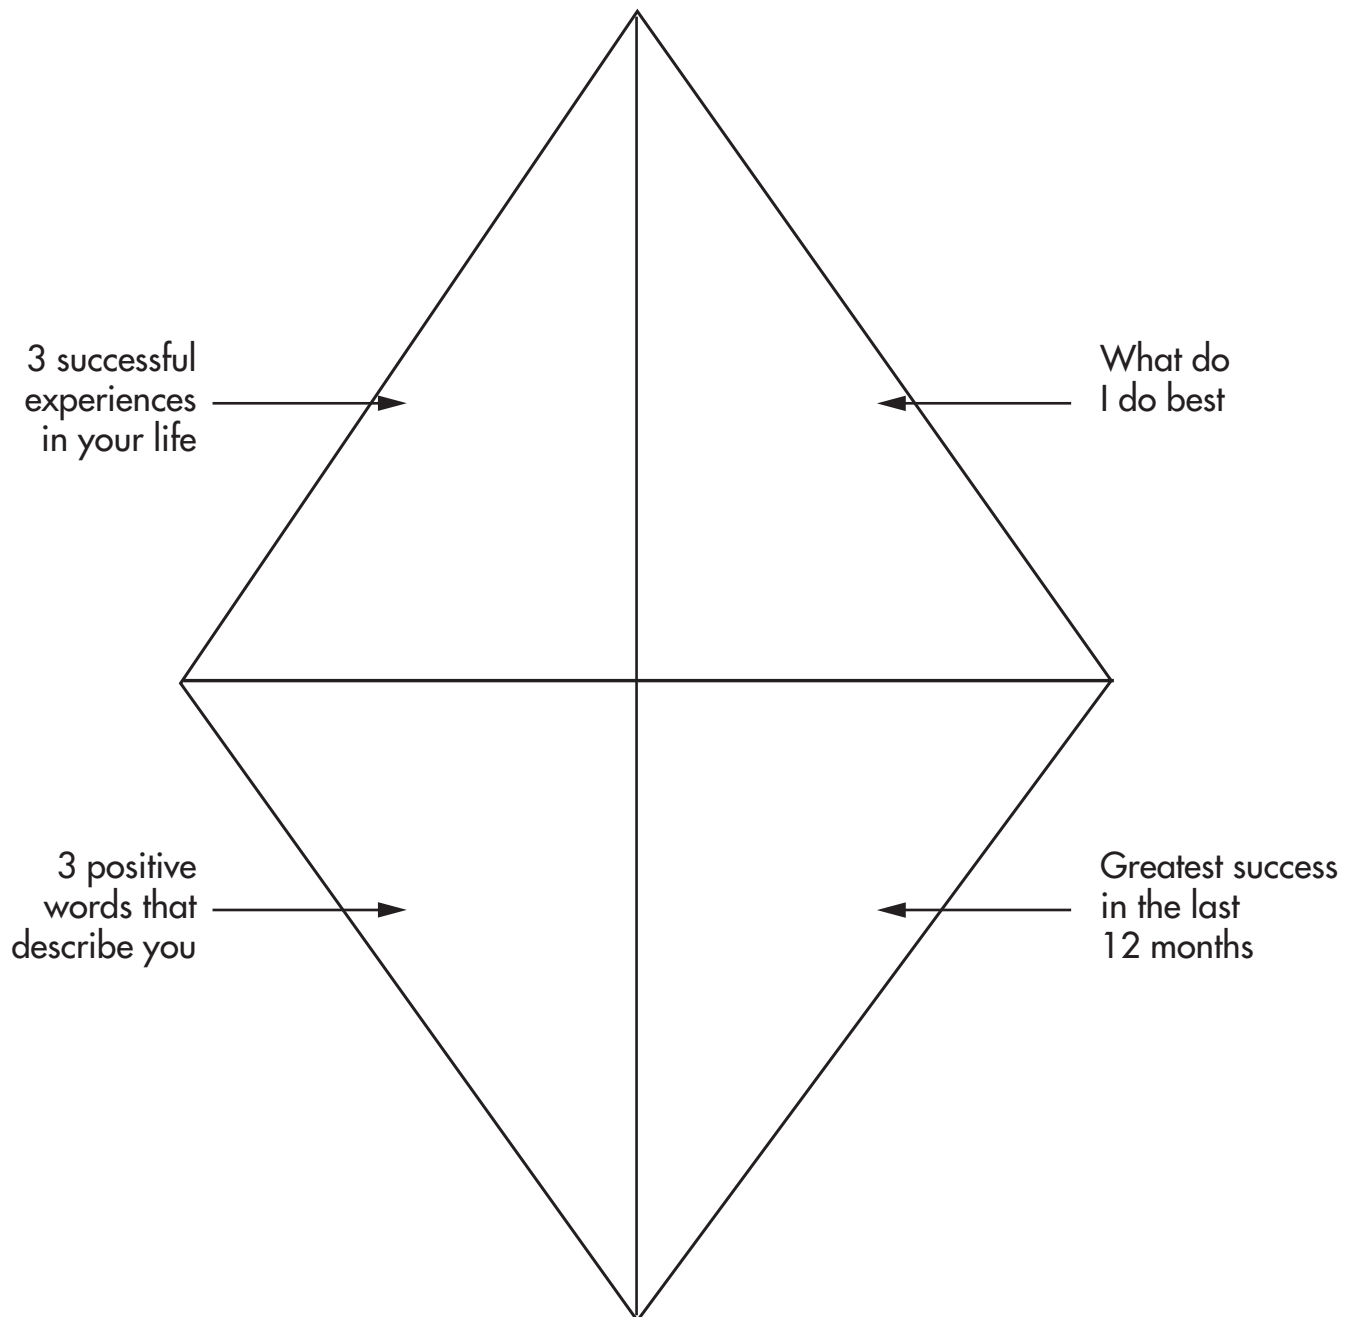 3 successful
experiences
in your life
What do
I do best
3 positive
words that
describe you
Greatest success
in the last
12 months